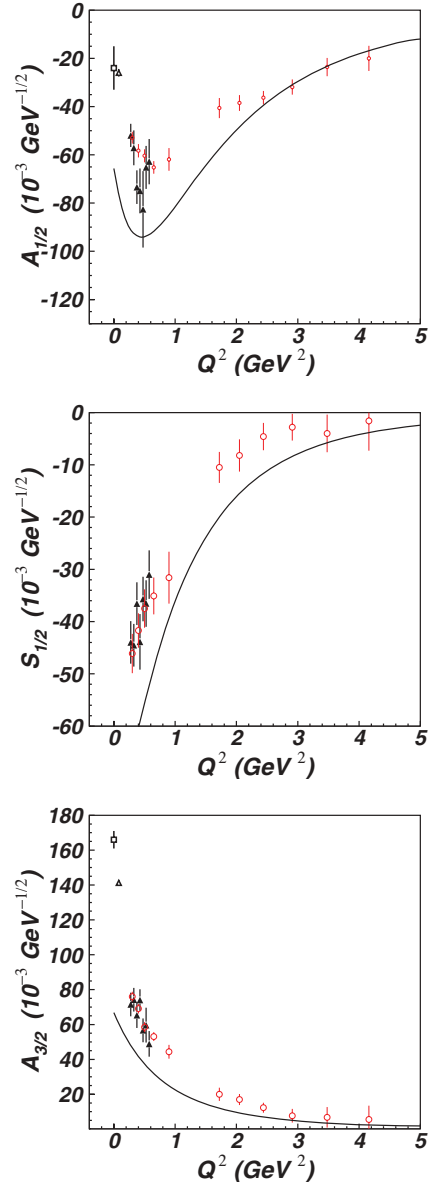 -0
-20
-40
-60
-80
-100
-120
A1/2 (10⁻³ GeV⁻¹/²)
0 1 2 3 4 5
Q² (GeV²)
0
-10
-20
-30
-40
-50
-60
S1/2 (10⁻³ GeV⁻¹/²)
0 1 2 3 4 5
Q² (GeV²)
180
160
140
120
100
80
60
40
20
A3/2 (10⁻³ GeV⁻¹/²)
0 1 2 3 4 5
Q² (GeV²)